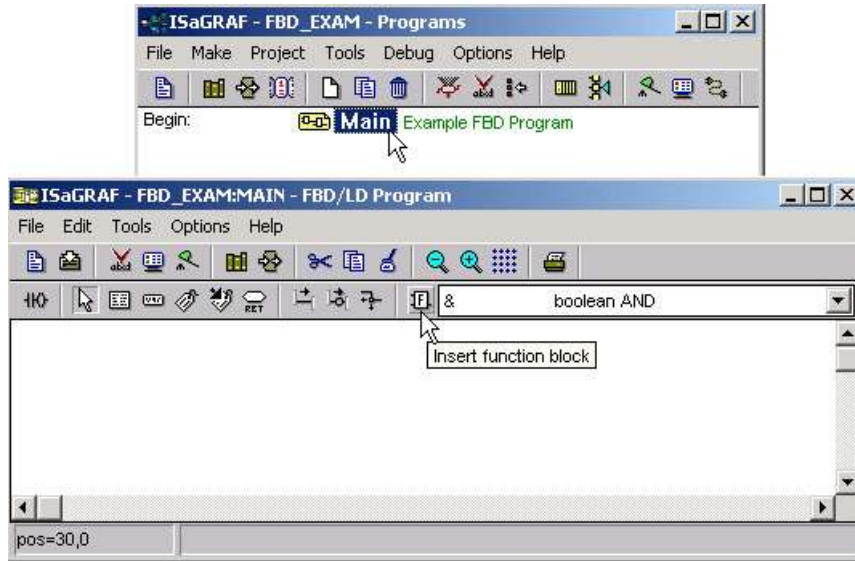 ISaGRAF - FBD_EXAM - Programs
File Make Project Tools Debug Options Help
Begin: Main Example FBD Program
ISaGRAF - FBD_EXAM:MAIN - FBD/LD Program
File Edit Tools Options Help
RET F & boolean AND
Insert function block
pos=30,0